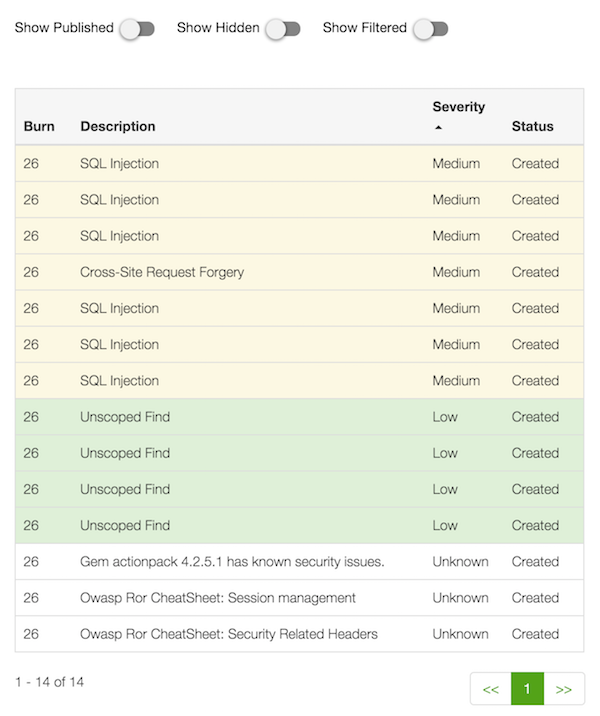 Show Published Show Hidden Show Filtered
Severity
Burn Description Status
26 SQL Injection Medium Created
26 SQL Injection Medium Created
26 SQL Injection Medium Created
26 Cross-Site Request Forgery Medium Created
26 SQL Injection Medium Created
26 SQL Injection Medium Created
26 SQL Injection Medium Created
26 Unscoped Find Low Created
26 Unscoped Find Low Created
26 Unscoped Find Low Created
26 Unscoped Find Low Created
26 Gem actionpack 4.2.5.1 has known security issues. Unknown Created
26 Owasp Ror CheatSheet: Session management Unknown Created
26 Owasp Ror CheatSheet: Security Related Headers Unknown Created
1 - 14 of 14 << 1 >>